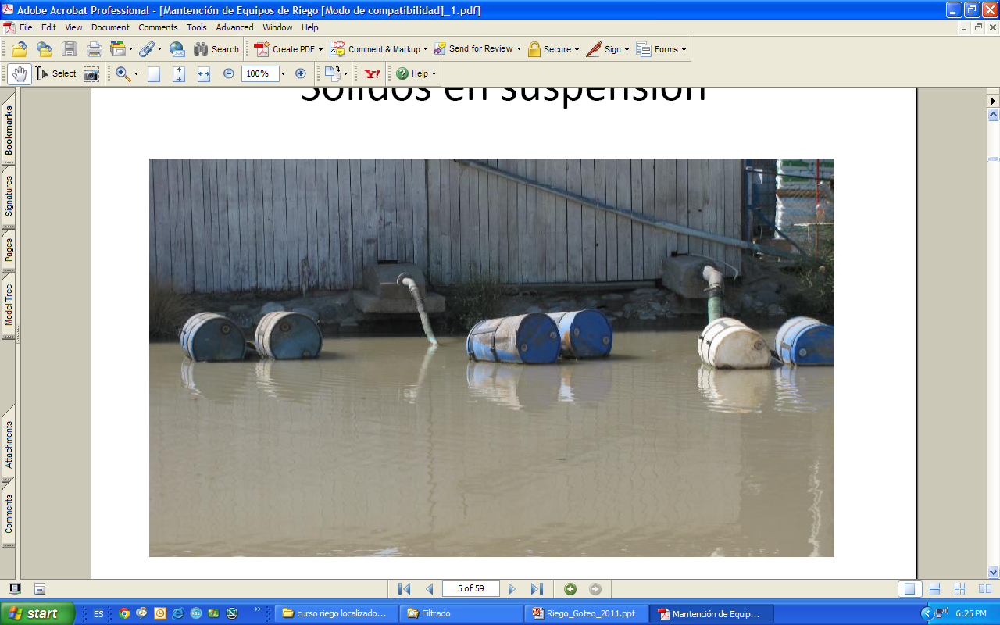 Adobe Acrobat Professional - [Mantención de Equipos de Riego [Modo de compatibilidad]_1.pdf]
File Edit View Document Comments Tools Advanced Window Help
Search Create PDF Comment & Markup Send for Review Secure Sign Forms
Select 100% Y! Help
Sólidos en suspensión
Bookmarks
Signatures
Pages
Model Tree
Attachments
Comments
5 of 59
start ES » curso riego localizado... Filtrado Riego_Goteo_2011.ppt Mantención de Equip... 6:25 PM